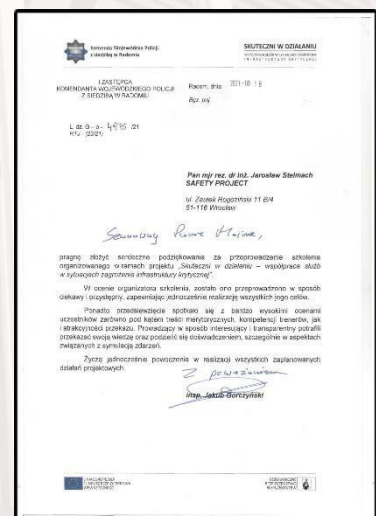 Komenda Wojewódzka Policji
z siedzibą w Radomiu
SKUTECZNI W DZIAŁANIU
I ZASTĘPCA
KOMENDANTA WOJEWÓDZKIEGO POLICJI
Z SIEDZIBĄ W RADOMIU
Radom, dnia 2021-10-18
Egz. poj.
L. dz. G - o - 4975 /21
Pan mjr rez. dr inż. Jarosław Stelmach
SAFETY PROJECT
ul. Zaułek Rogoziński 11 B/4
51-116 Wrocław
Szanowny Panie Majorze,
pragnę złożyć serdeczne podziękowania za przeprowadzenie szkolenia
organizowanego w ramach projektu „Skuteczni w działaniu – współpraca służb
w sytuacjach zagrożenia infrastruktury krytycznej".
W ocenie organizatora szkolenia, zostało ono przeprowadzone w sposób
ciekawy i przystępny, zapewniając jednocześnie realizację wszystkich jego celów.
Ponadto przedsięwzięcie spotkało się z bardzo wysokimi ocenami
uczestników zarówno pod kątem treści merytorycznych, kompetencji trenerów, jak
i atrakcyjności przekazu. Prowadzący w sposób interesujący i transparentny potrafili
przekazać swoją wiedzę oraz podzielić się doświadczeniem, szczególnie w aspektach
związanych z symulacją zdarzeń.
Życzę jednocześnie powodzenia w realizacji wszystkich zaplanowanych
działań projektowych.
Z poważaniem
insp. Jakub Gorczyński
UNIA EUROPEJSKA